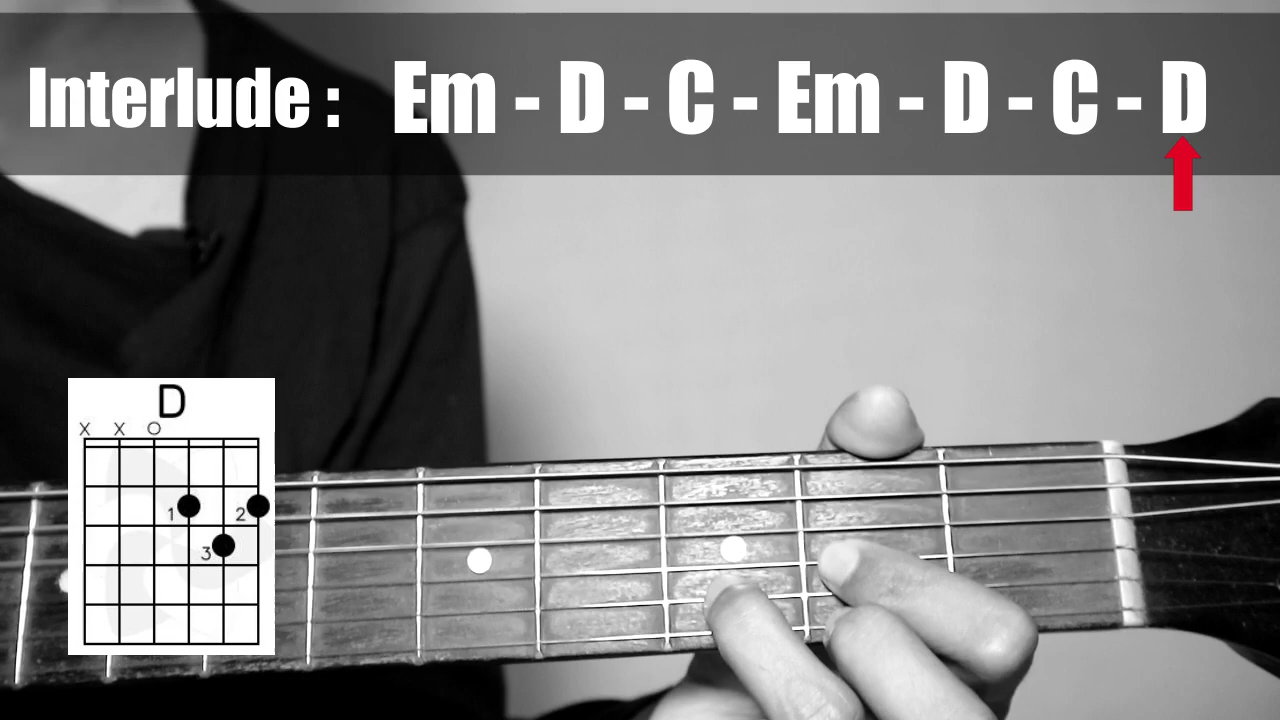 Interlude : Em - D - C - Em - D - C - D
D
X X O
1 2
3